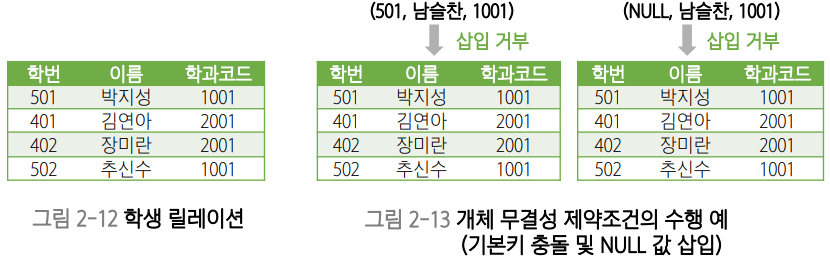 (501, 남슬찬, 1001)
삽입 거부
(NULL, 남슬찬, 1001)
삽입 거부
학번 이름 학과코드
501 박지성 1001
401 김연아 2001
402 장미란 2001
502 추신수 1001
그림 2-12 학생 릴레이션
학번 이름 학과코드
501 박지성 1001
401 김연아 2001
402 장미란 2001
502 추신수 1001
학번 이름 학과코드
501 박지성 1001
401 김연아 2001
402 장미란 2001
502 추신수 1001
그림 2-13 개체 무결성 제약조건의 수행 예
(기본키 충돌 및 NULL 값 삽입)